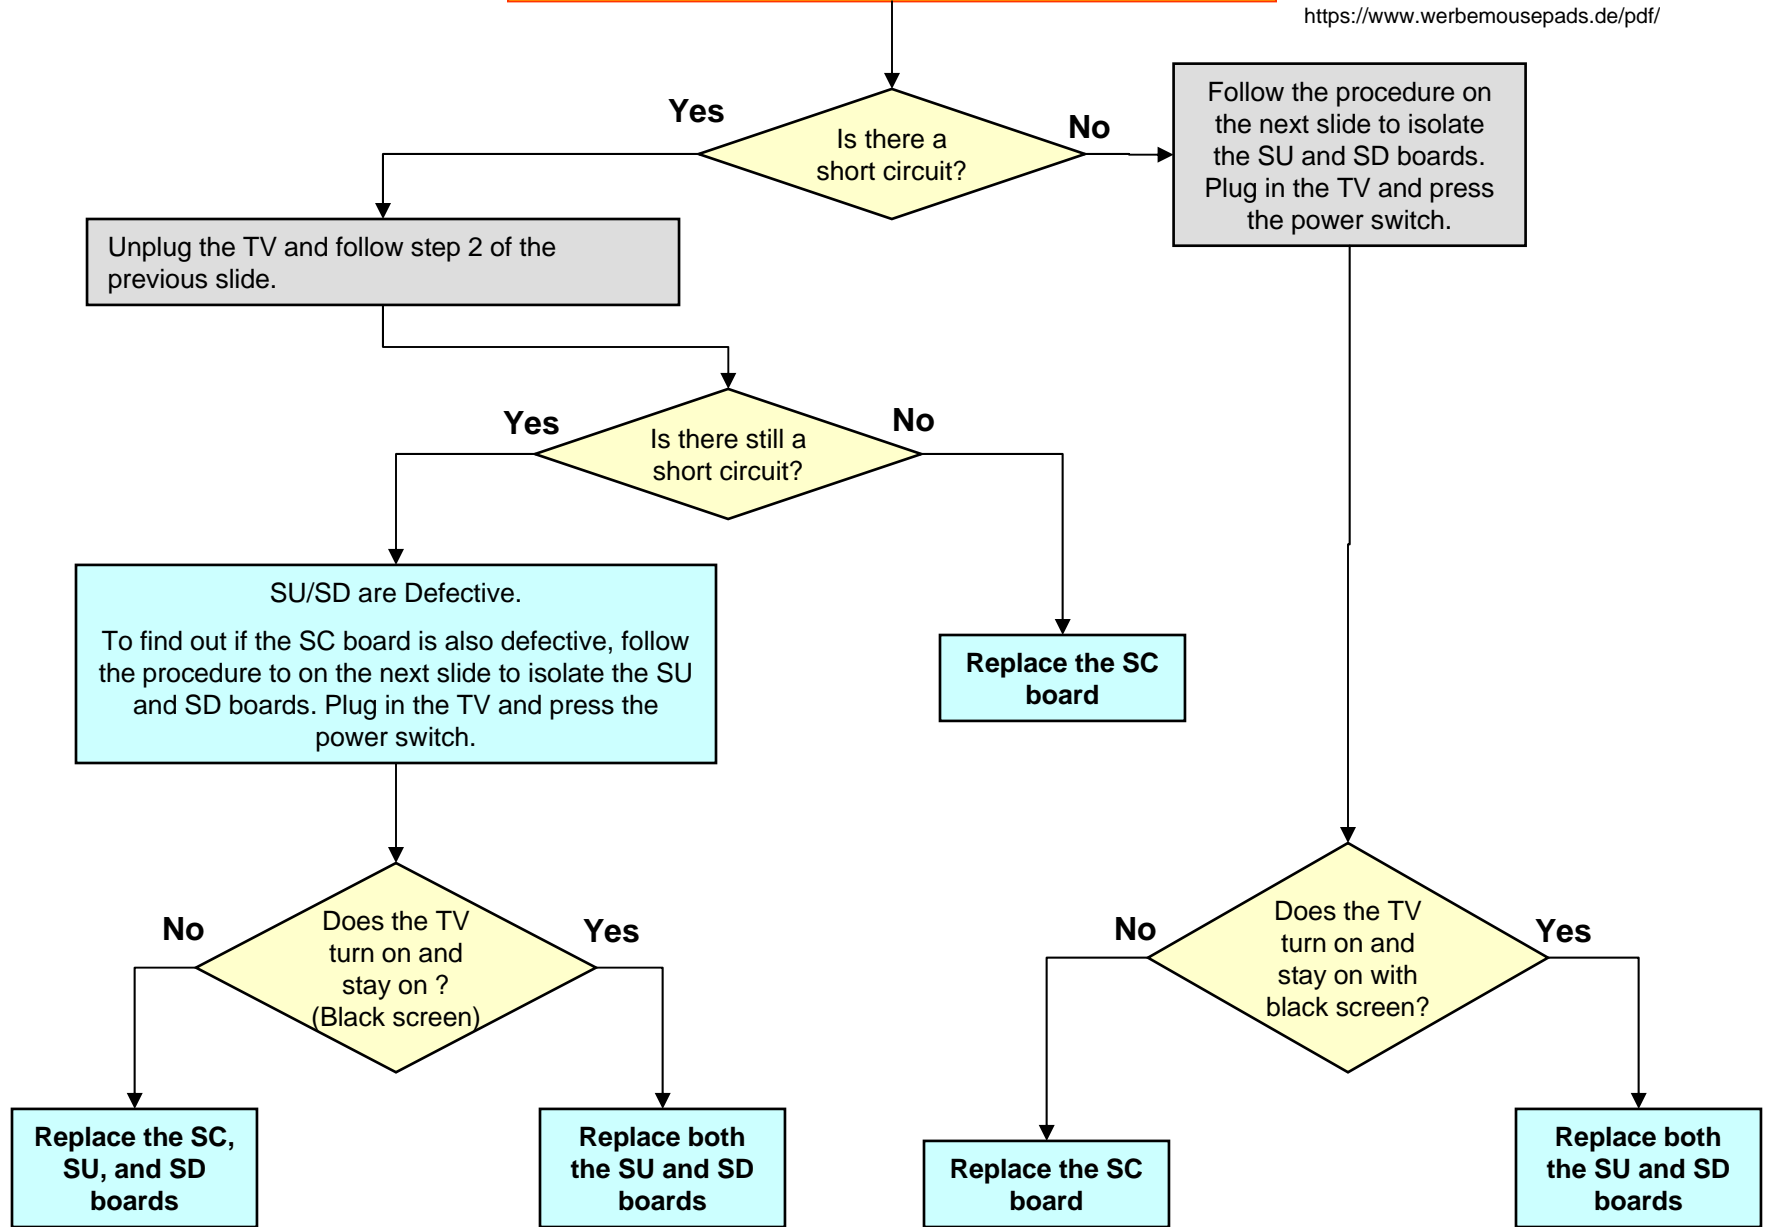 https://www.werbemousepads.de/pdf/
Yes
Is there a
short circuit?
No
Follow the procedure on
the next slide to isolate
the SU and SD boards.
Plug in the TV and press
the power switch.
Unplug the TV and follow step 2 of the
previous slide.
Yes
Is there still a
short circuit?
No
SU/SD are Defective.
To find out if the SC board is also defective, follow
the procedure to on the next slide to isolate the SU
and SD boards. Plug in the TV and press the
power switch.
Replace the SC
board
No
Does the TV
turn on and
stay on ?
(Black screen)
Yes
No
Does the TV
turn on and
stay on with
black screen?
Yes
Replace the SC,
SU, and SD
boards
Replace both
the SU and SD
boards
Replace the SC
board
Replace both
the SU and SD
boards